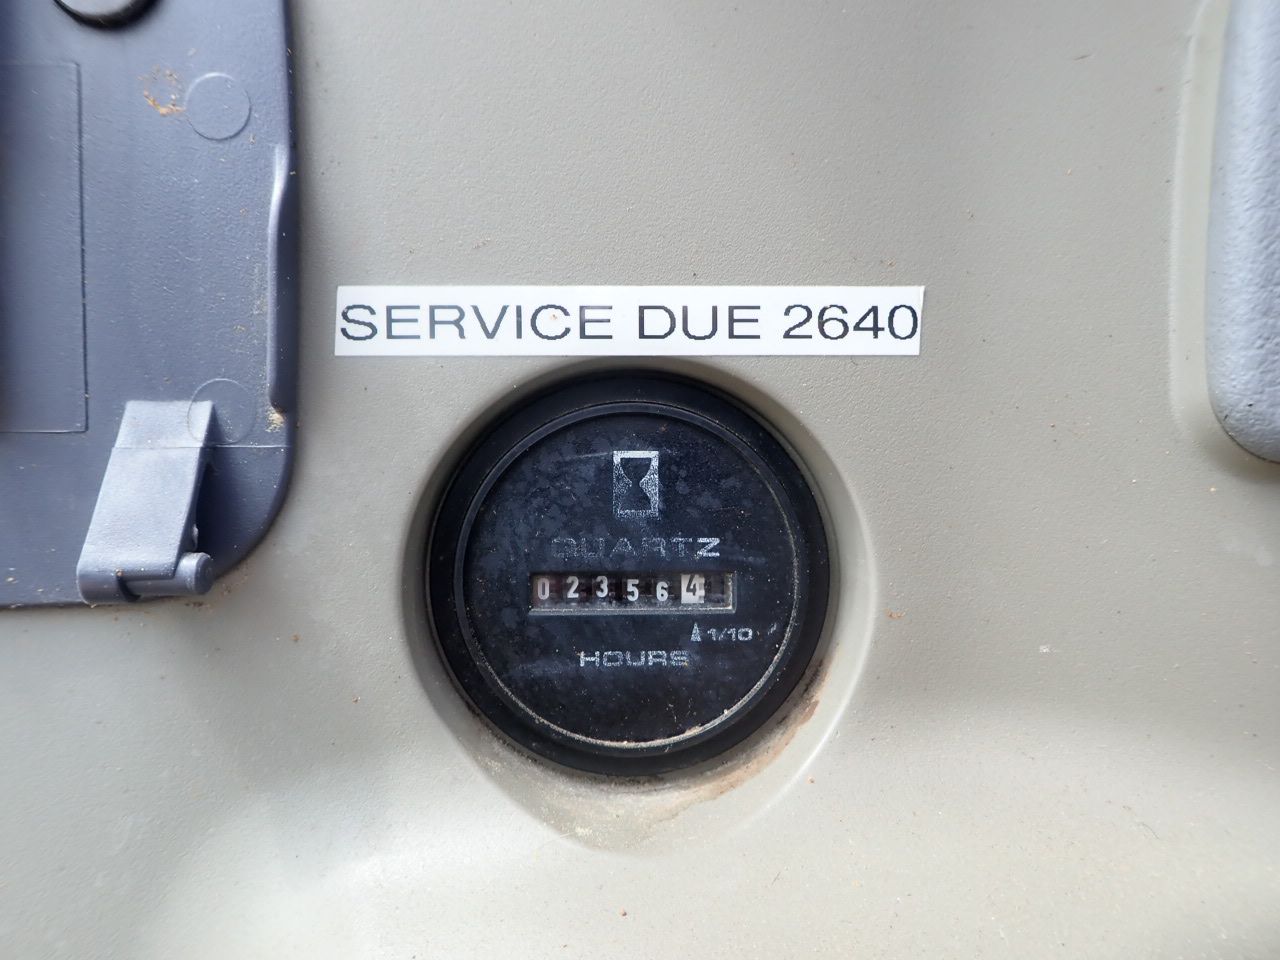 SERVICE DUE 2640
QUARTZ
023564
1/10
HOURS